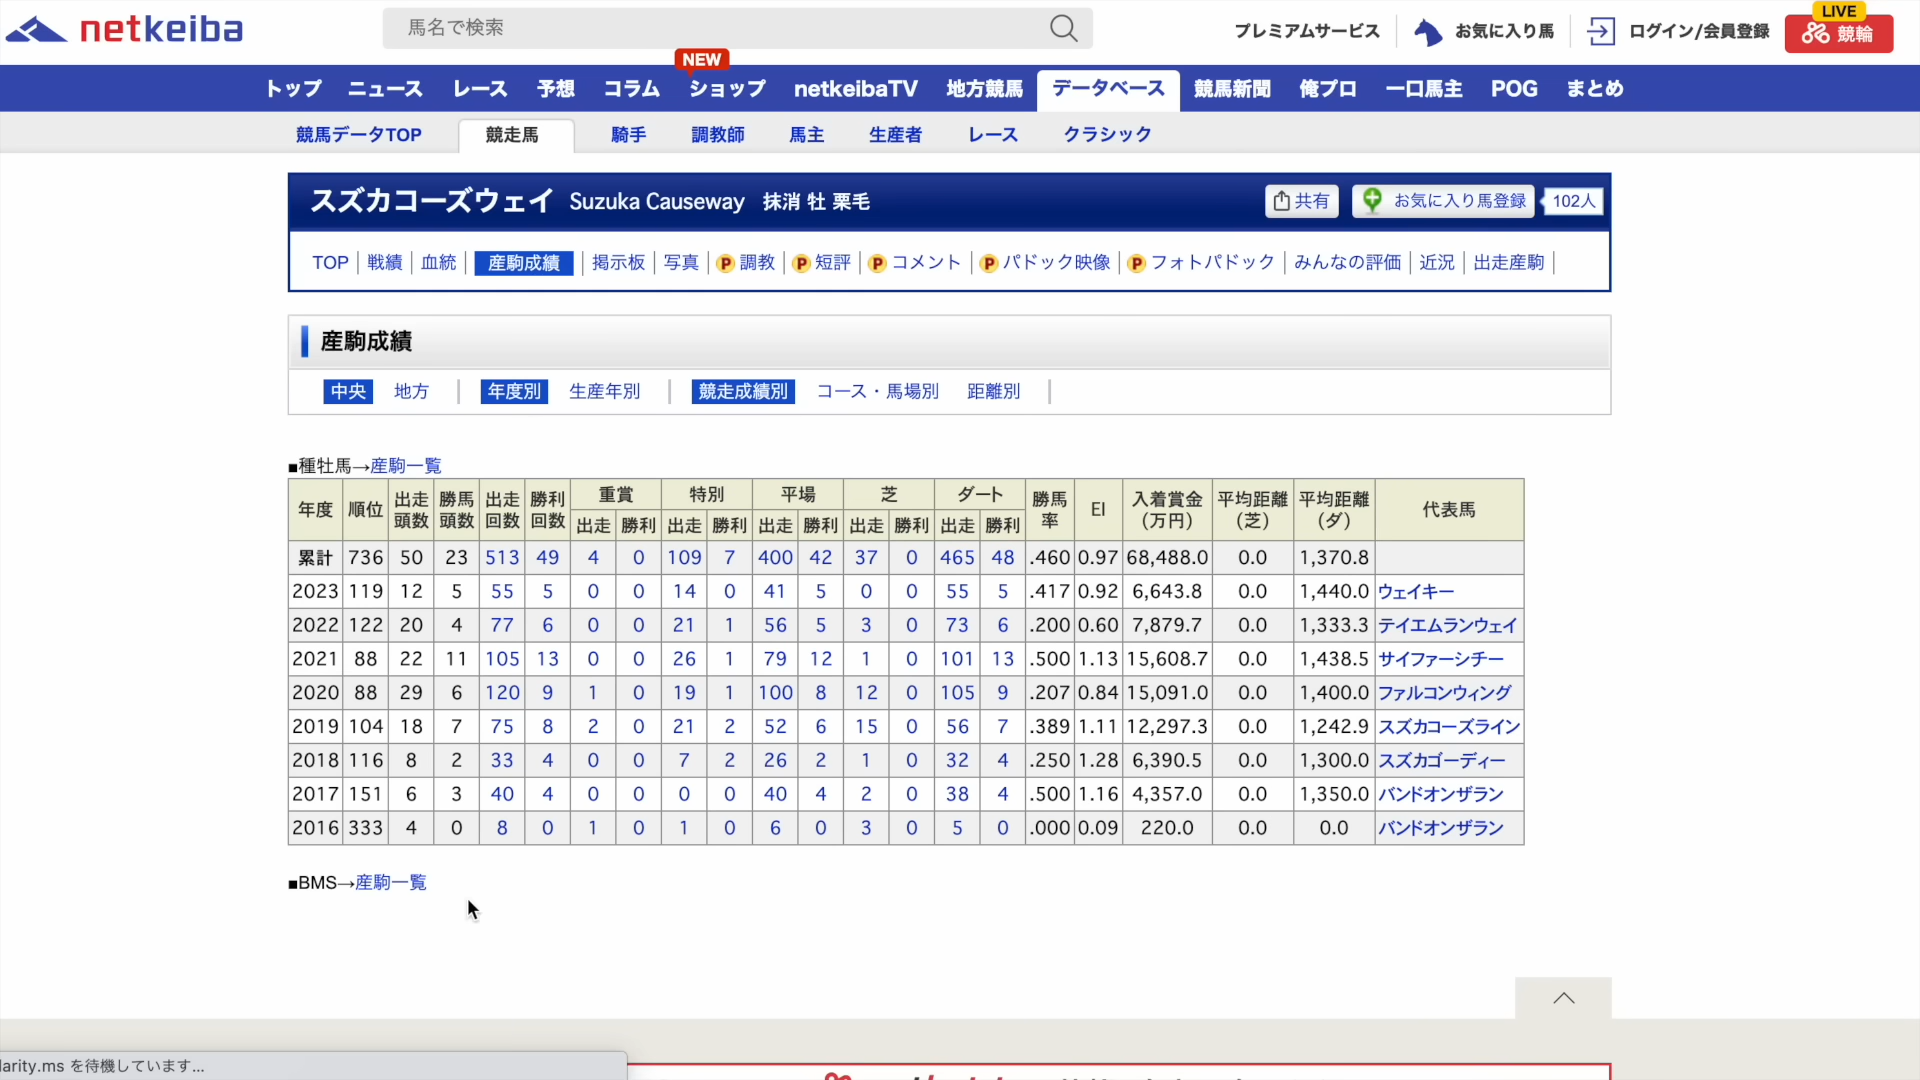 netkeiba
馬名で検索
プレミアムサービス
お気に入り馬
ログイン/会員登録
LIVE
競輪
NEW
トップ ニュース レース 予想 コラム ショップ netkeibaTV 地方競馬 データベース 競馬新聞 俺プロ 一口馬主 POG まとめ
競馬データTOP 競走馬 騎手 調教師 馬主 生産者 レース クラシック
スズカコーズウェイ Suzuka Causeway 抹消 牡 栗毛 共有 お気に入り馬登録 102人
TOP 戦績 血統 産駒成績 掲示板 写真 P 調教 P 短評 P コメント P パドック映像 P フォトパドック みんなの評価 近況 出走産駒
産駒成績
中央 地方 年度別 生産年別 競走成績別 コース・馬場別 距離別
■種牡馬→産駒一覧
年度 順位 出走頭数 勝馬頭数 出走回数 勝利回数 重賞 特別 平場 芝 ダート 勝馬率 EI 入着賞金(万円) 平均距離(芝) 平均距離(ダ) 代表馬
出走 勝利 出走 勝利 出走 勝利 出走 勝利 出走 勝利
累計 736 50 23 513 49 4 0 109 7 400 42 37 0 465 48 .460 0.97 68,488.0 0.0 1,370.8
2023 119 12 5 55 5 0 0 14 0 41 5 0 0 55 5 .417 0.92 6,643.8 0.0 1,440.0 ウェイキー
2022 122 20 4 77 6 0 0 21 1 56 5 3 0 73 6 .200 0.60 7,879.7 0.0 1,333.3 テイエムランウェイ
2021 88 22 11 105 13 0 0 26 1 79 12 1 0 101 13 .500 1.13 15,608.7 0.0 1,438.5 サイファーシチー
2020 88 29 6 120 9 1 0 19 1 100 8 12 0 105 9 .207 0.84 15,091.0 0.0 1,400.0 ファルコンウィング
2019 104 18 7 75 8 2 0 21 2 52 6 15 0 56 7 .389 1.11 12,297.3 0.0 1,242.9 スズカコーズライン
2018 116 8 2 33 4 0 0 7 2 26 2 1 0 32 4 .250 1.28 6,390.5 0.0 1,300.0 スズカゴーディー
2017 151 6 3 40 4 0 0 0 0 40 4 2 0 38 4 .500 1.16 4,357.0 0.0 1,350.0 バンドオンザラン
2016 333 4 0 8 0 1 0 1 0 6 0 3 0 5 0 .000 0.09 220.0 0.0 0.0 バンドオンザラン
■BMS→産駒一覧
larity.ms を待機しています...